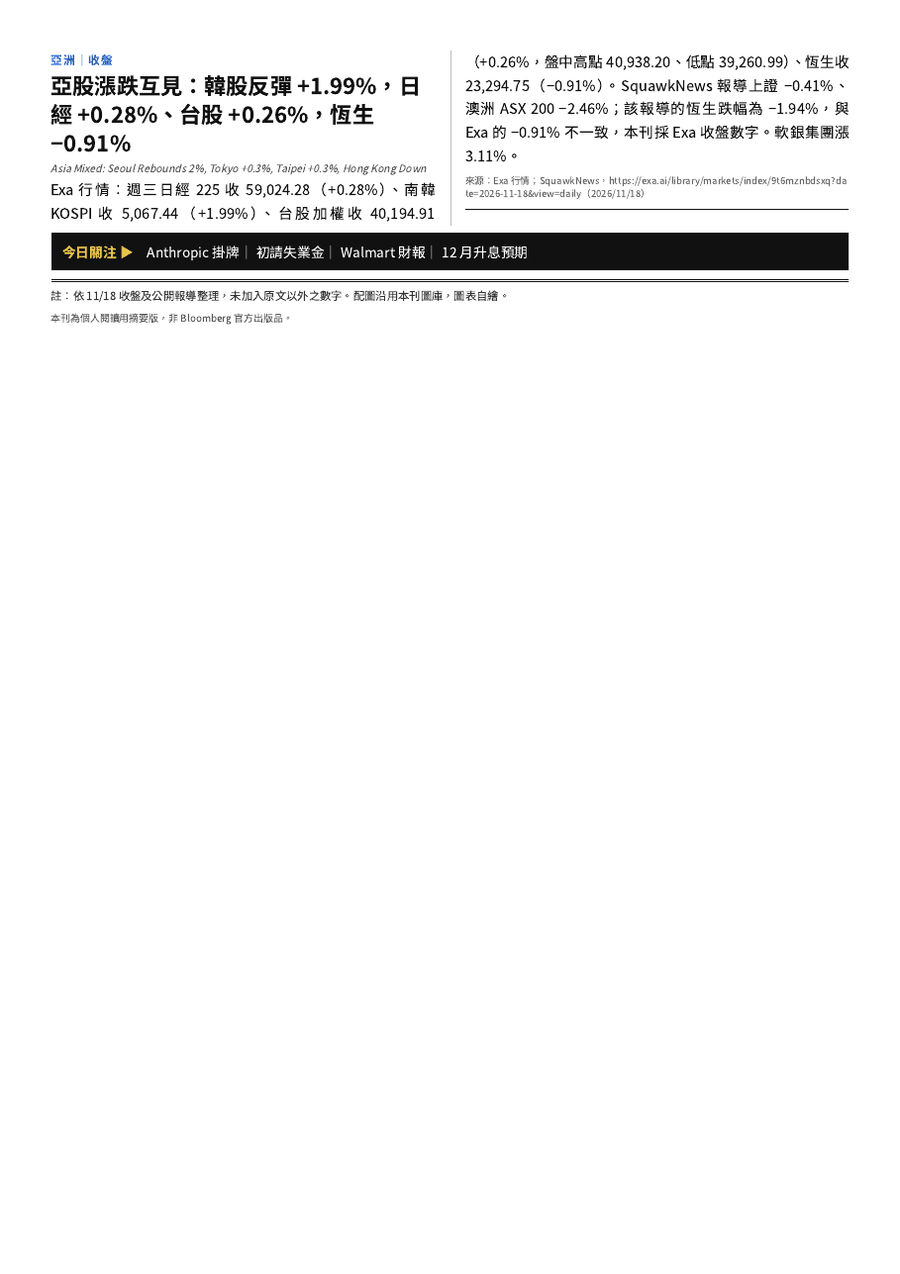 亞洲｜收盤
亞股漲跌互見：韓股反彈 +1.99%，日
經 +0.28%、台股 +0.26%，恆生
−0.91%
Asia Mixed: Seoul Rebounds 2%, Tokyo +0.3%, Taipei +0.3%, Hong Kong Down
Exa 行情：週三日經 225 收 59,024.28（+0.28%）、南韓
KOSPI 收 5,067.44（+1.99%）、台股加權收 40,194.91
（+0.26%，盤中高點 40,938.20、低點 39,260.99）、恆生收
23,294.75（−0.91%）。SquawkNews 報導上證 −0.41%、
澳洲 ASX 200 −2.46%；該報導的恆生跌幅為 −1.94%，與
Exa 的 −0.91% 不一致，本刊採 Exa 收盤數字。軟銀集團漲
3.11%。
來源：Exa 行情；SquawkNews，https://exa.ai/library/markets/index/9t6mznbdsxq?da
te=2026-11-18&view=daily（2026/11/18）
今日關注 ▶ Anthropic 掛牌｜初請失業金｜Walmart 財報｜12 月升息預期
註：依 11/18 收盤及公開報導整理，未加入原文以外之數字。配圖沿用本刊圖庫，圖表自繪。
本刊為個人閱讀用摘要版，非 Bloomberg 官方出版品。